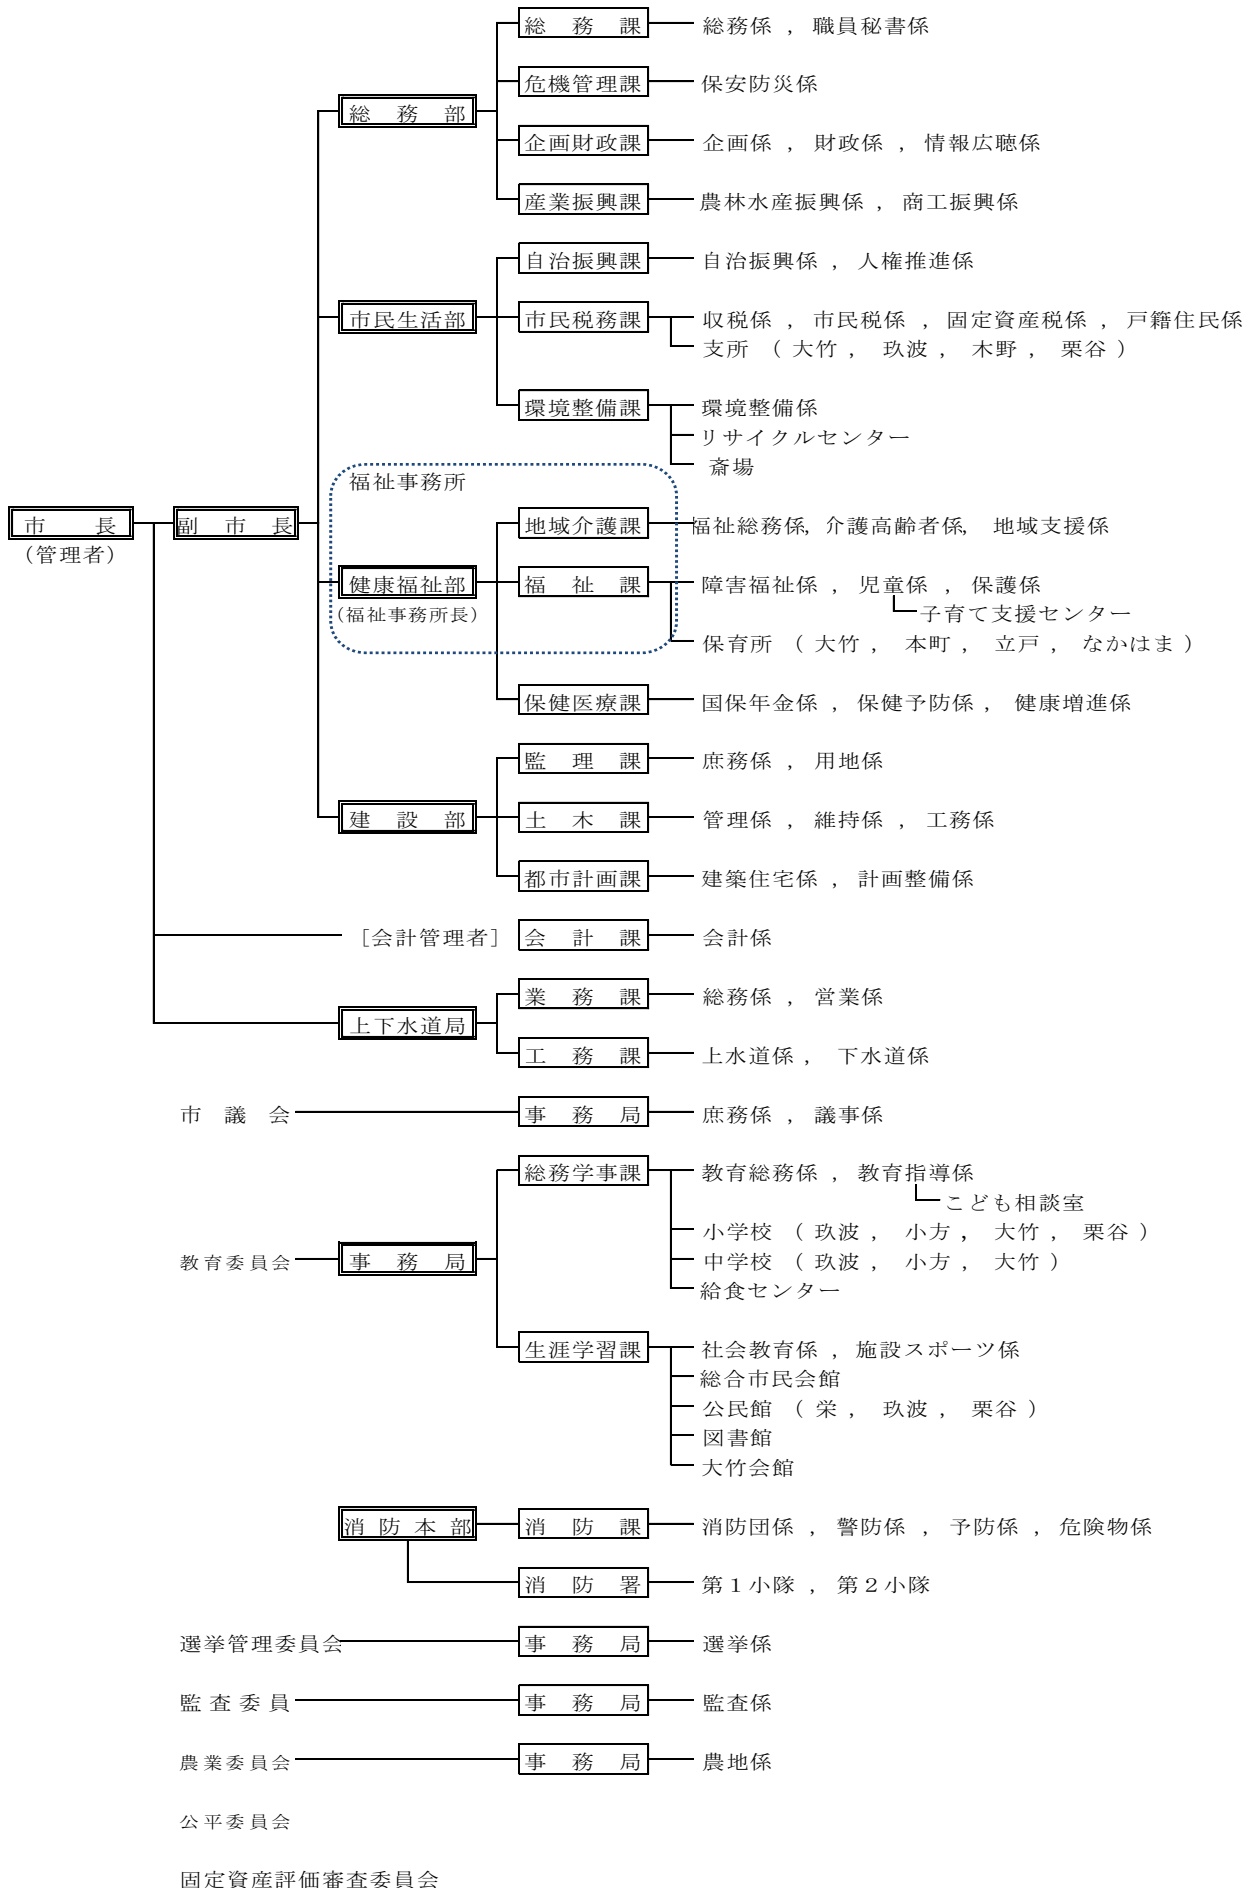 総　務　課　総務係 ， 職員秘書係
危機管理課　保安防災係
総　務　部
企画財政課　企画係 ， 財政係 ， 情報広聴係
産業振興課　農林水産振興係 ， 商工振興係
自治振興課　自治振興係 ， 人権推進係
市民生活部　市民税務課　収税係 ， 市民税係 ， 固定資産税係 ， 戸籍住民係
支所 （ 大竹 ， 玖波 ， 木野 ， 栗谷 ）
環境整備課　環境整備係
リサイクルセンター
斎場
福祉事務所
市　　長　副　市　長　地域介護課　福祉総務係， 介護高齢者係， 地域支援係
（管理者）
健康福祉部　福　祉　課　障害福祉係 ， 児童係 ， 保護係
（福祉事務所長）　子育て支援センター
保育所 （ 大竹 ， 本町 ， 立戸 ， なかはま ）
保健医療課　国保年金係 ， 保健予防係 ， 健康増進係
監　理　課　庶務係 ， 用地係
建　設　部　土　木　課　管理係 ， 維持係 ， 工務係
都市計画課　建築住宅係 ， 計画整備係
［会計管理者］　会　計　課　会計係
業　務　課　総務係 ， 営業係
上下水道局
工　務　課　上水道係 ， 下水道係
市　議　会　事　務　局　庶務係 ， 議事係
総務学事課　教育総務係 ， 教育指導係
こども相談室
小学校 （ 玖波 ， 小方 ， 大竹 ， 栗谷 ）
教育委員会　事　務　局　中学校 （ 玖波 ， 小方 ， 大竹 ）
給食センター
生涯学習課　社会教育係 ， 施設スポーツ係
総合市民会館
公民館 （ 栄 ， 玖波 ， 栗谷 ）
図書館
大竹会館
消 防 本 部　消　防　課　消防団係 ， 警防係 ， 予防係 ， 危険物係
消　防　署　第１小隊 ， 第２小隊
選挙管理委員会　事　務　局　選挙係
監 査 委 員　事　務　局　監査係
農業委員会　事　務　局　農地係
公平委員会
固定資産評価審査委員会